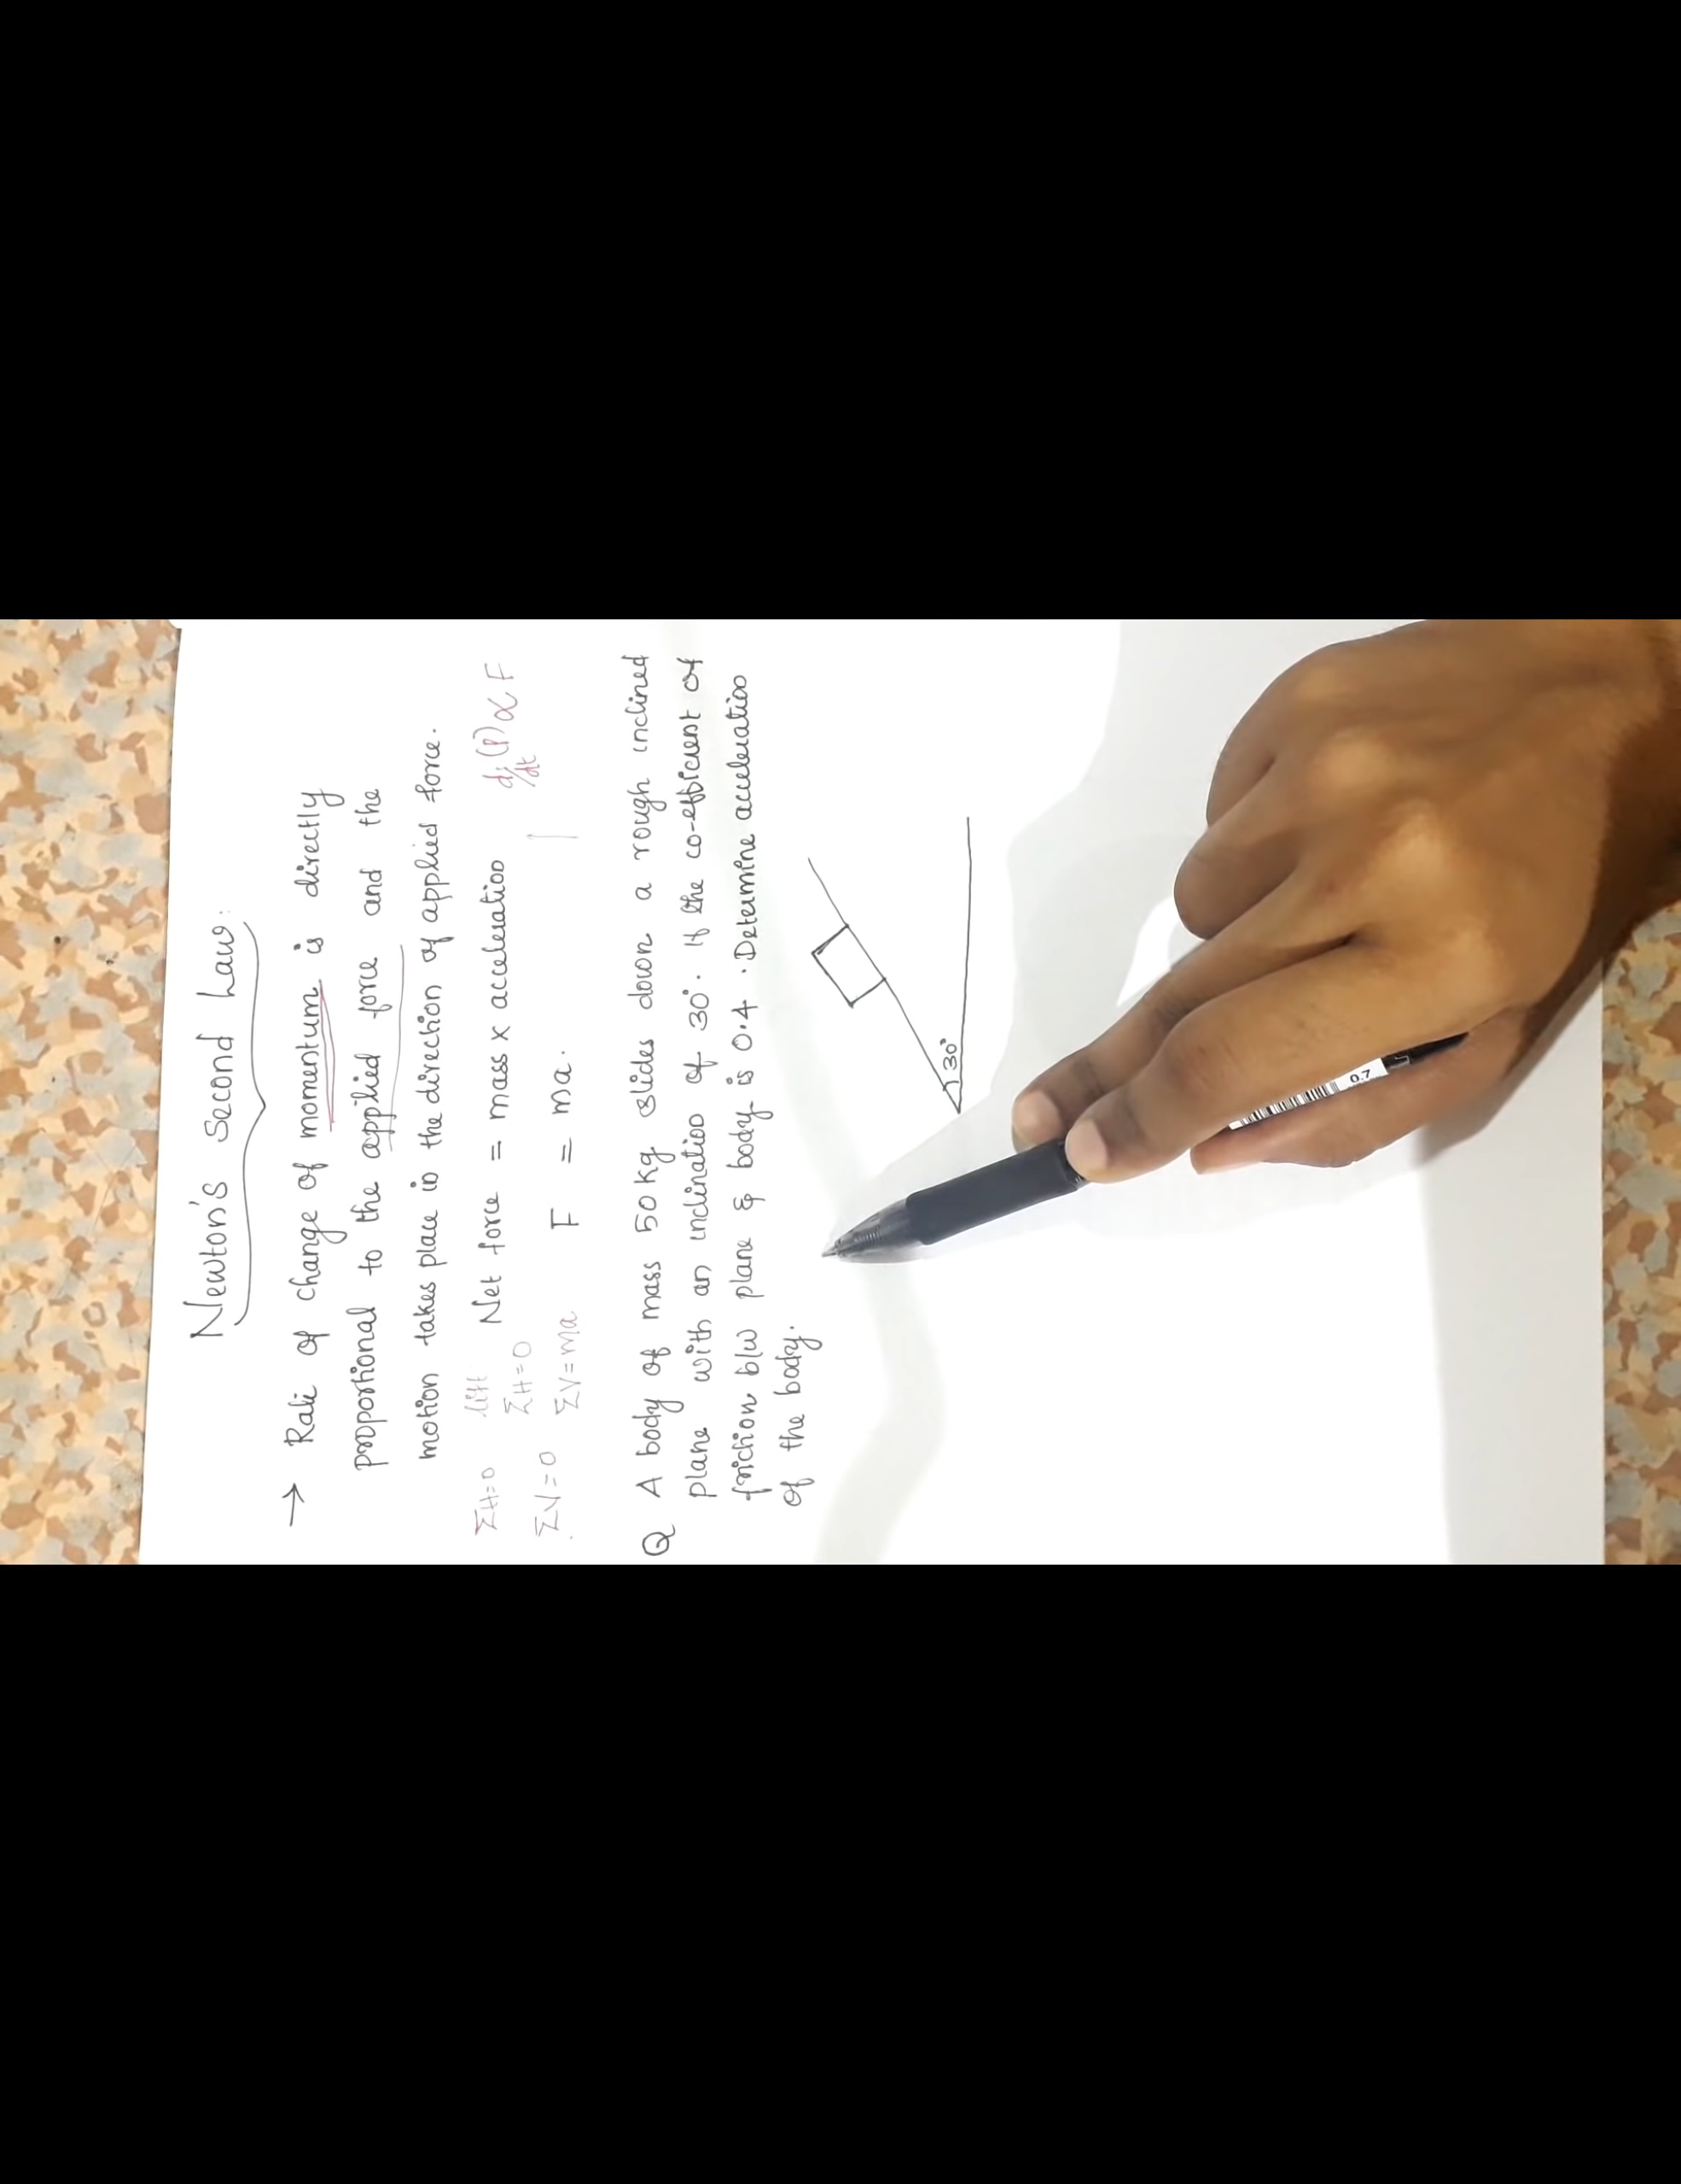 Newton's Second Law:
→ Rate of change of momentum is directly
proportional to the applied force and the
motion takes place in the direction of applied force.
ΣH=0 lift Net force = mass x acceleration d/dt (P) ∝ F
ΣH=0
ΣV=0 ΣV=ma F = ma.
Q A body of mass 50 kg slides down a rough inclined
plane with an inclination of 30°. If the co-efficient of
friction b/w plane & body is 0.4. Determine acceleration
of the body.
30°
0.7